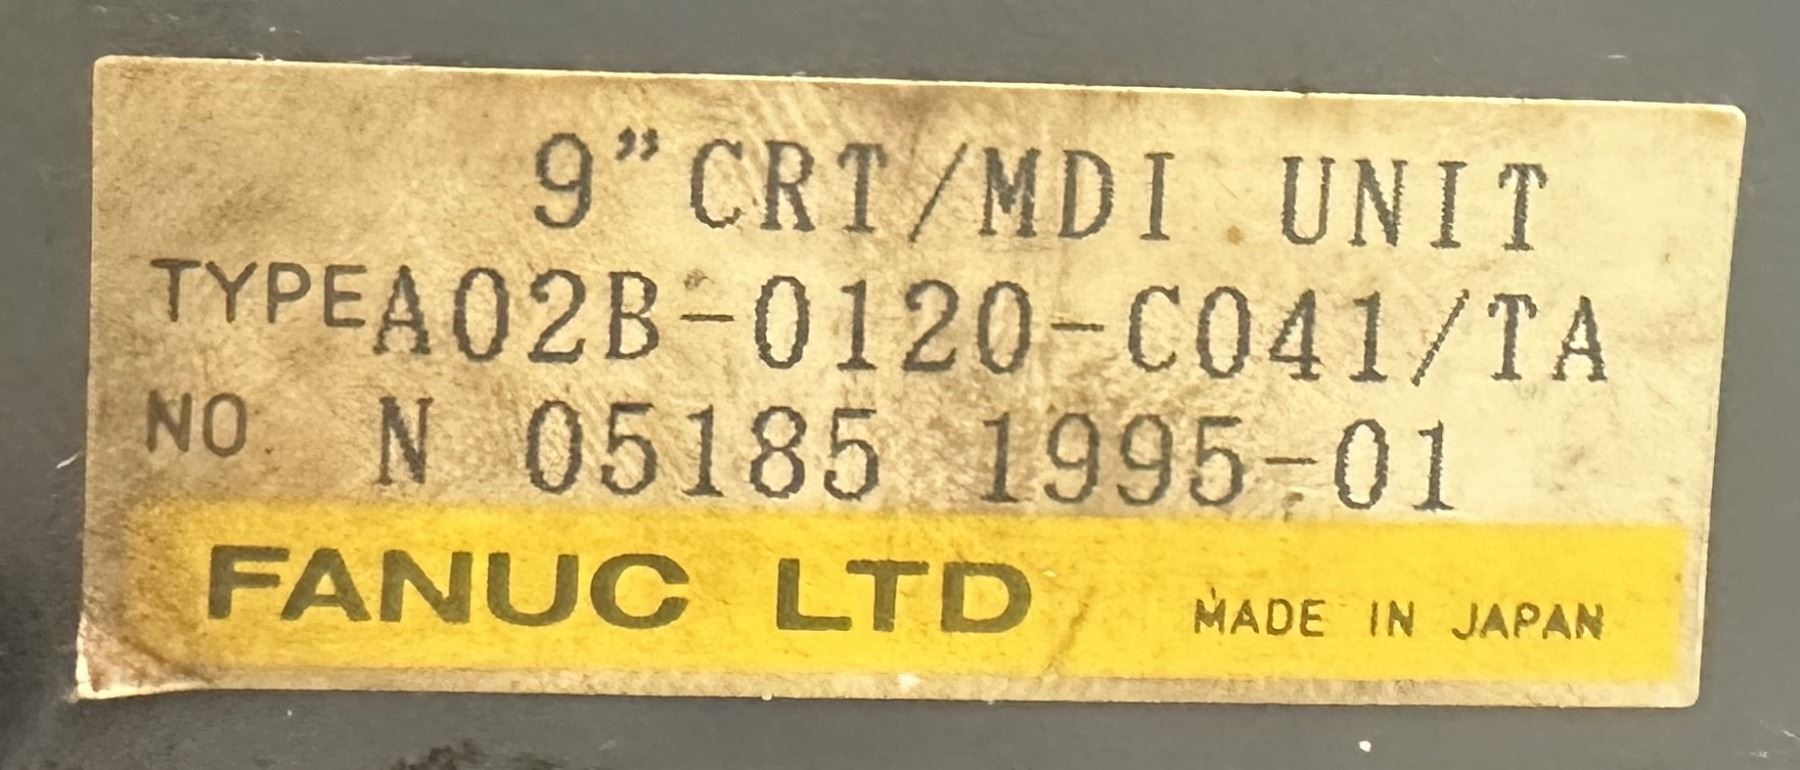 9”CRT/MDI UNIT
TYPE A02B-0120-C041/TA
NO N 05185 1995-01
FANUC LTD MADE IN JAPAN